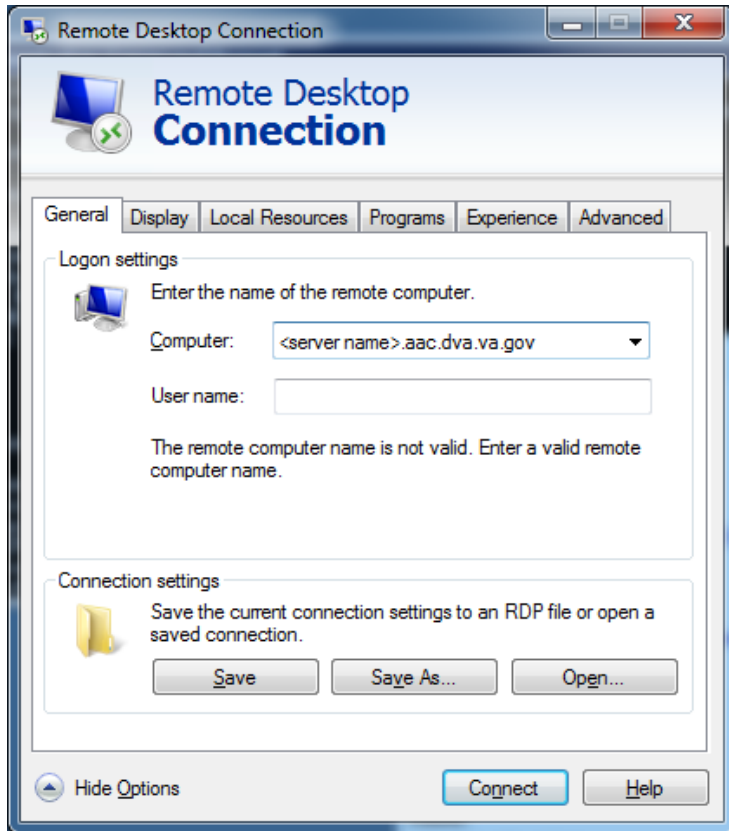 Remote Desktop Connection
Remote Desktop
Connection
General Display Local Resources Programs Experience Advanced
Logon settings
Enter the name of the remote computer.
Computer: <server name>.aac.dva.va.gov
User name:
The remote computer name is not valid. Enter a valid remote
computer name.
Connection settings
Save the current connection settings to an RDP file or open a
saved connection.
Save Save As... Open...
Hide Options Connect Help